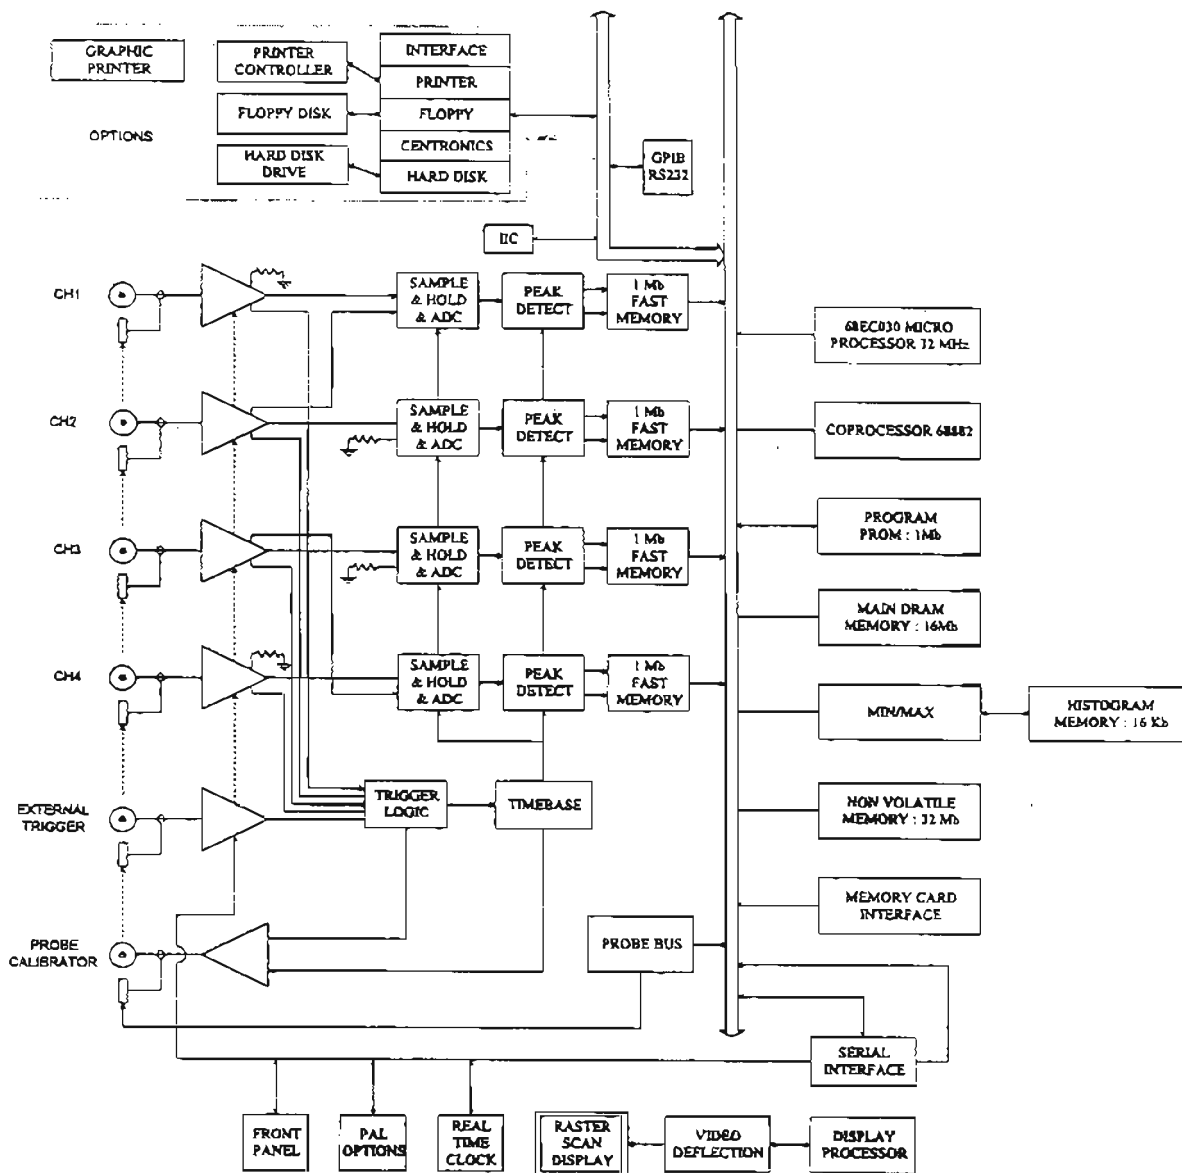 GRAPHIC
PRINTER
PRINTER
CONTROLLER
INTERFACE
PRINTER
FLOPPY DISK
FLOPPY
OPTIONS
CENTRONICS
HARD DISK
DRIVE
HARD DISK
GPIB
RS232
IIC
CH1
SAMPLE
& HOLD
& ADC
PEAK
DETECT
1 Mb
FAST
MEMORY
68EC030 MICRO
PROCESSOR 32 MHz
CH2
SAMPLE
& HOLD
& ADC
PEAK
DETECT
1 Mb
FAST
MEMORY
COPROCESSOR 68882
CH3
SAMPLE
& HOLD
& ADC
PEAK
DETECT
1 Mb
FAST
MEMORY
PROGRAM
PROM : 1Mb
MAIN DRAM
MEMORY : 16Mb
CH4
SAMPLE
& HOLD
& ADC
PEAK
DETECT
1 Mb
FAST
MEMORY
MIN/MAX
HISTOGRAM
MEMORY : 16 Kb
EXTERNAL
TRIGGER
TRIGGER
LOGIC
TIMEBASE
NON VOLATILE
MEMORY : 32 Mb
MEMORY CARD
INTERFACE
PROBE
CALIBRATOR
PROBE BUS
SERIAL
INTERFACE
FRONT
PANEL
PAL
OPTIONS
REAL
TIME
CLOCK
RASTER
SCAN
DISPLAY
VIDEO
DEFLECTION
DISPLAY
PROCESSOR